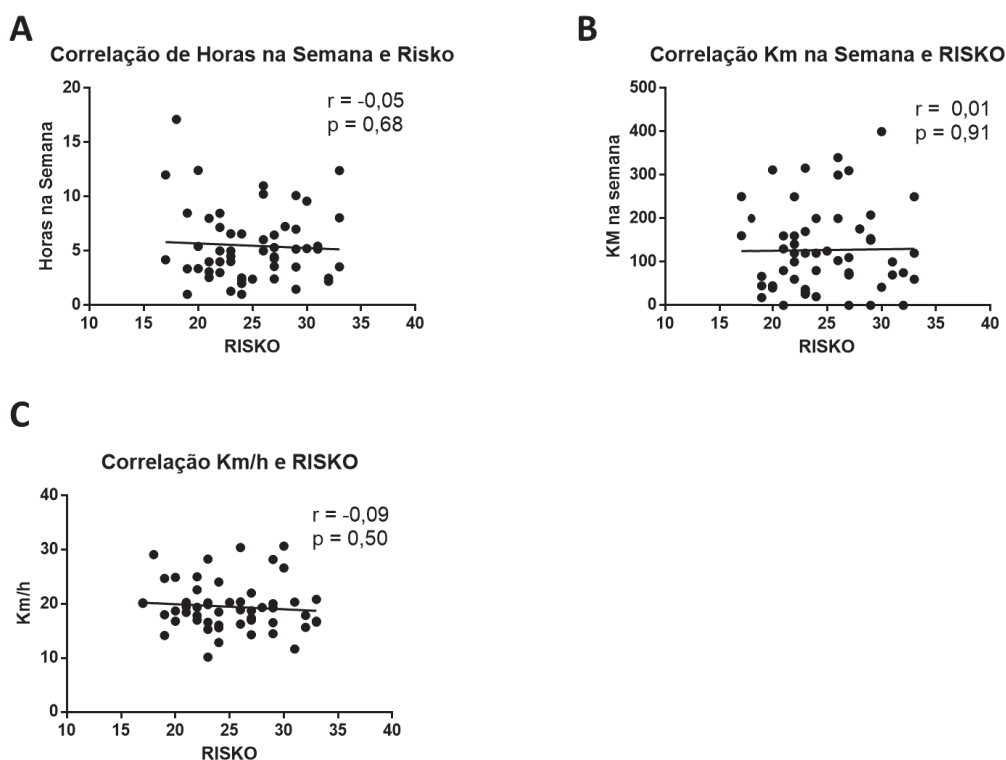 A
Correlação de Horas na Semana e Risko
r = -0,05
p = 0,68
20
15
10
5
0
Horas na Semana
10 15 20 25 30 35 40
RISKO
B
Correlação Km na Semana e RISKO
r = 0,01
p = 0,91
500
400
300
200
100
0
KM na semana
10 15 20 25 30 35 40
RISKO
C
Correlação Km/h e RISKO
r = -0,09
p = 0,50
40
30
20
10
0
Km/h
10 15 20 25 30 35 40
RISKO